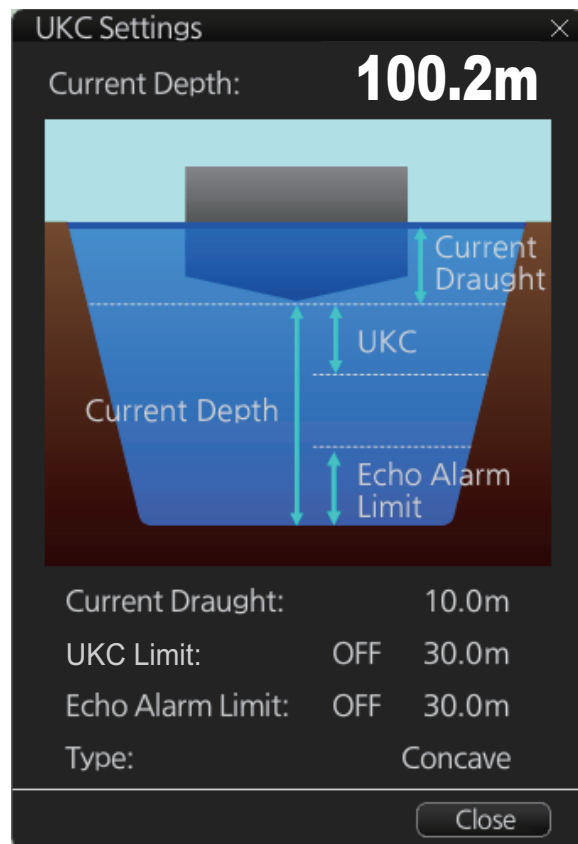 UKC Settings ×
Current Depth: 100.2m
Current
Draught
UKC
Current Depth
Echo Alarm
Limit
Current Draught: 10.0m
UKC Limit: OFF 30.0m
Echo Alarm Limit: OFF 30.0m
Type: Concave
Close